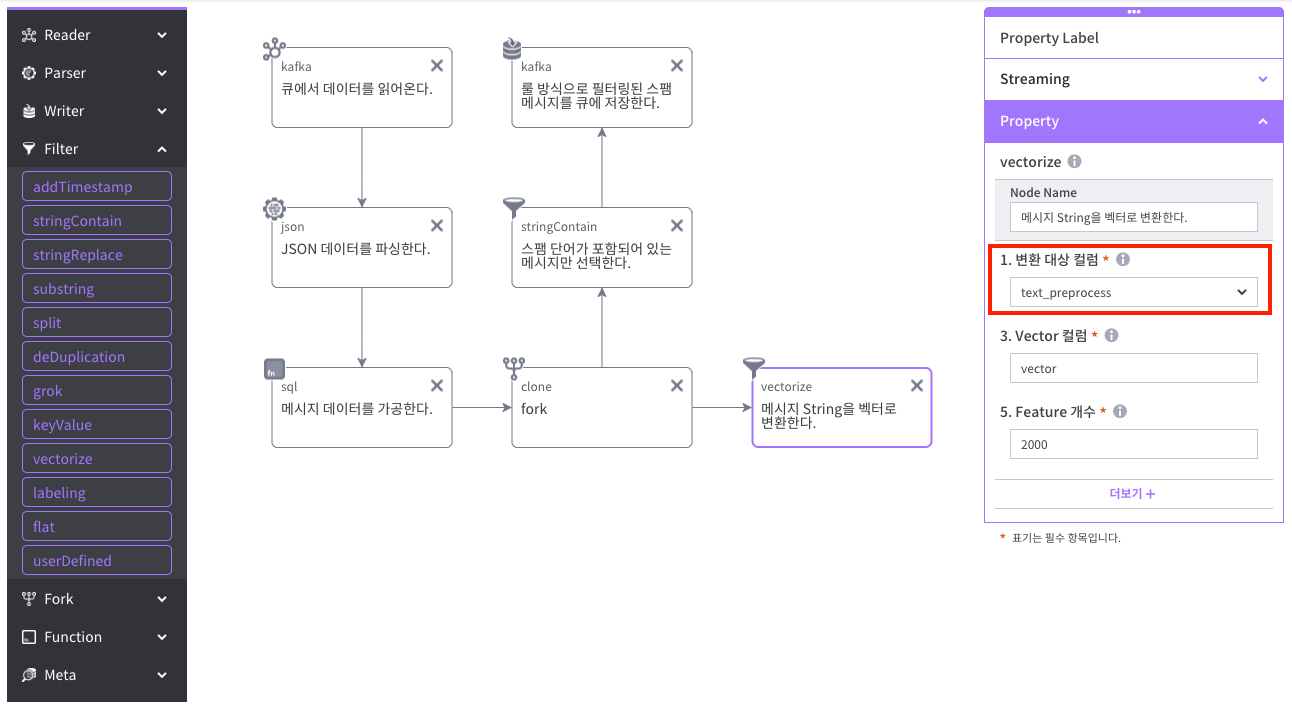 Reader
Parser
Writer
Filter
addTimestamp
stringContain
stringReplace
substring
split
deDuplication
grok
keyValue
vectorize
labeling
flat
userDefined
Fork
Function
Meta
kafka
큐에서 데이터를 읽어온다.
kafka
룰 방식으로 필터링된 스팸
메시지를 큐에 저장한다.
json
JSON 데이터를 파싱한다.
stringContain
스팸 단어가 포함되어 있는
메시지만 선택한다.
fn
sql
메시지 데이터를 가공한다.
clone
fork
vectorize
메시지 String을 벡터로
변환한다.
Property Label
Streaming
Property
vectorize
Node Name
메시지 String을 벡터로 변환한다.
1. 변환 대상 컬럼 *
text_preprocess
3. Vector 컬럼 *
vector
5. Feature 개수 *
2000
더보기 +
* 표기는 필수 항목입니다.